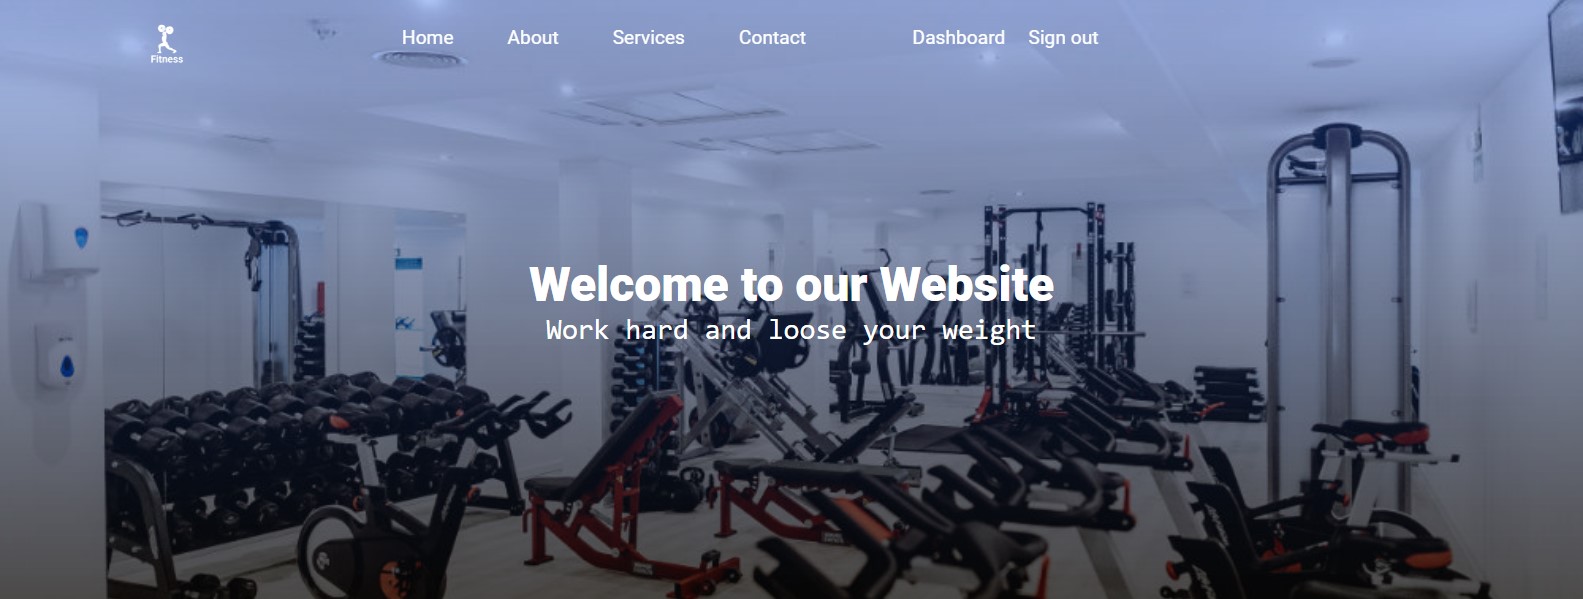 Fitness
Home About Services Contact Dashboard Sign out
Welcome to our Website
Work hard and loose your weight